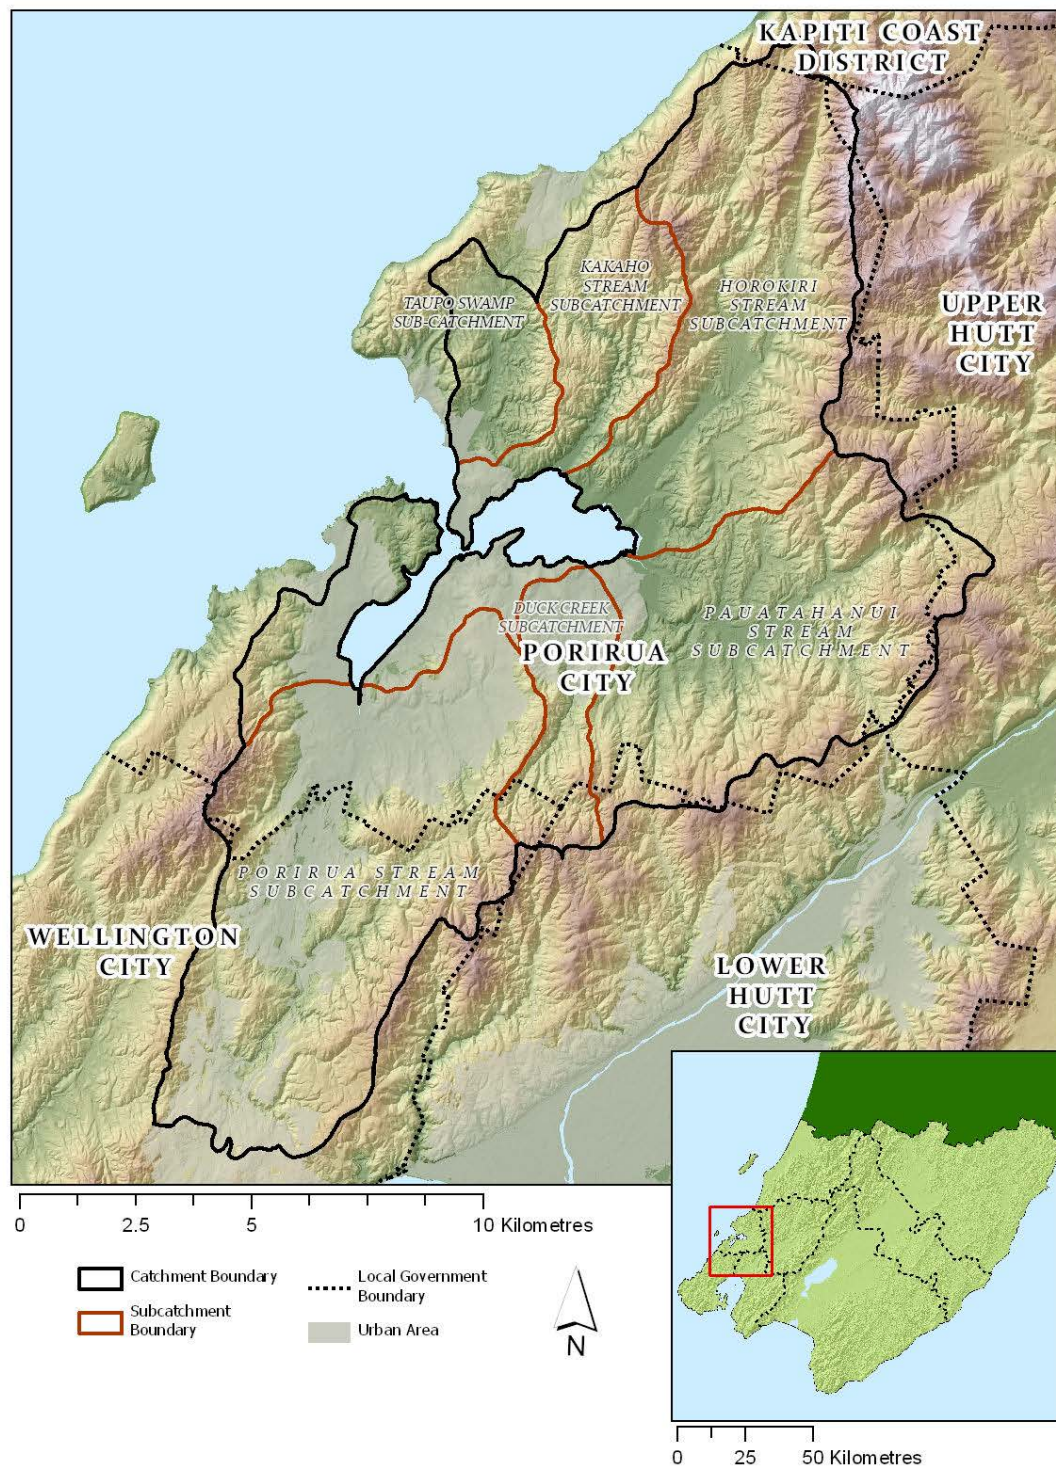 KAPITI COAST
DISTRICT
KAKAHO
STREAM
SUBCATCHMENT
HOROKIRI
STREAM
SUBCATCHMENT
TAUPO SWAMP
SUB-CATCHMENT
UPPER
HUTT
CITY
DUCK CREEK
SUBCATCHMENT
PAUATAHANUI
STREAM
SUBCATCHMENT
PORIRUA
CITY
PORIRUA STREAM
SUBCATCHMENT
WELLINGTON
CITY
LOWER
HUTT
CITY
0 2.5 5 10 Kilometres
Catchment Boundary
Subcatchment
Boundary
Local Government
Boundary
Urban Area
N
0 25 50 Kilometres